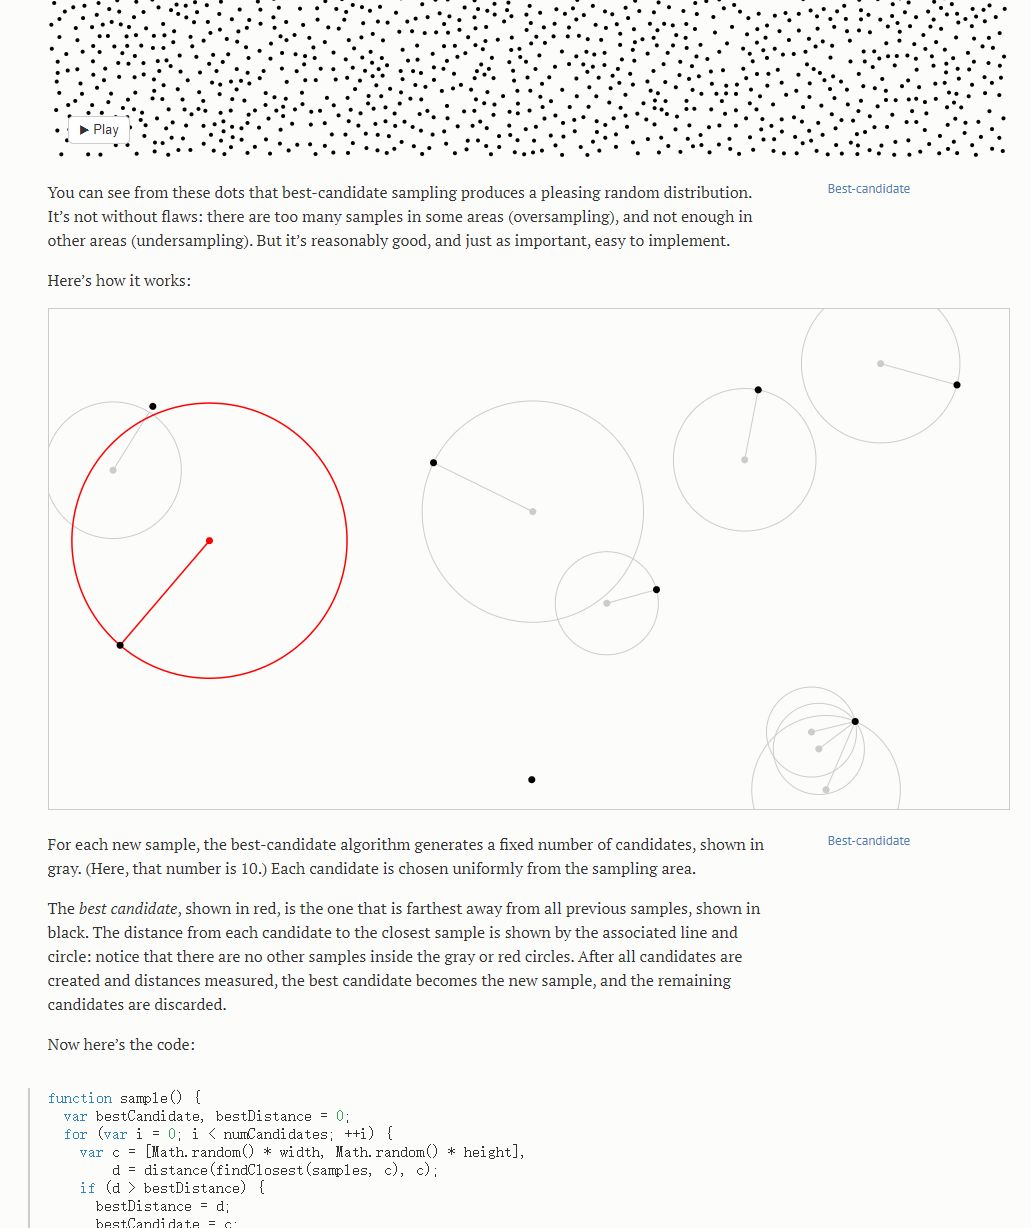 ▶ Play
You can see from these dots that best-candidate sampling produces a pleasing random distribution.
It’s not without flaws: there are too many samples in some areas (oversampling), and not enough in
other areas (undersampling). But it’s reasonably good, and just as important, easy to implement.
Best-candidate
Here’s how it works:
For each new sample, the best-candidate algorithm generates a fixed number of candidates, shown in
gray. (Here, that number is 10.) Each candidate is chosen uniformly from the sampling area.
Best-candidate
The best candidate, shown in red, is the one that is farthest away from all previous samples, shown in
black. The distance from each candidate to the closest sample is shown by the associated line and
circle: notice that there are no other samples inside the gray or red circles. After all candidates are
created and distances measured, the best candidate becomes the new sample, and the remaining
candidates are discarded.
Now here’s the code:
function sample() {
  var bestCandidate, bestDistance = 0;
  for (var i = 0; i < numCandidates; ++i) {
    var c = [Math.random() * width, Math.random() * height],
        d = distance(findClosest(samples, c), c);
    if (d > bestDistance) {
      bestDistance = d;
      bestCandidate = c;